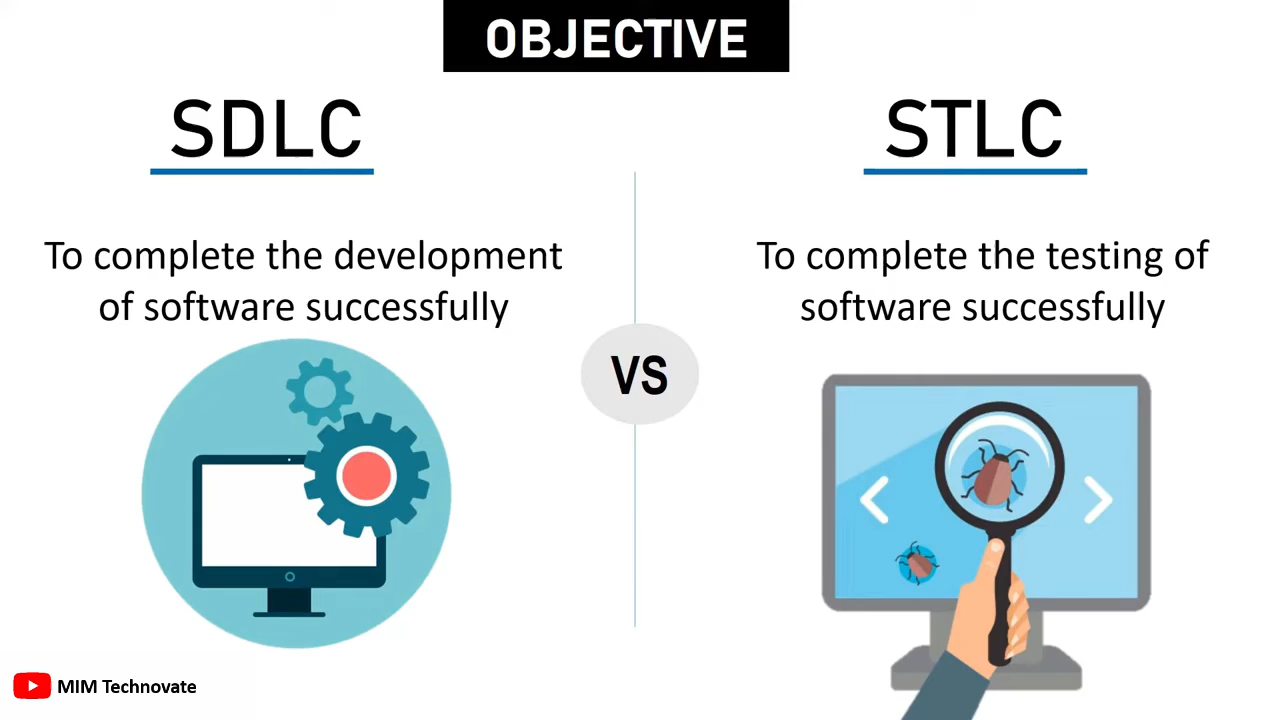 OBJECTIVE
SDLC
To complete the development
of software successfully
VS
STLC
To complete the testing of
software successfully
MIM Technovate